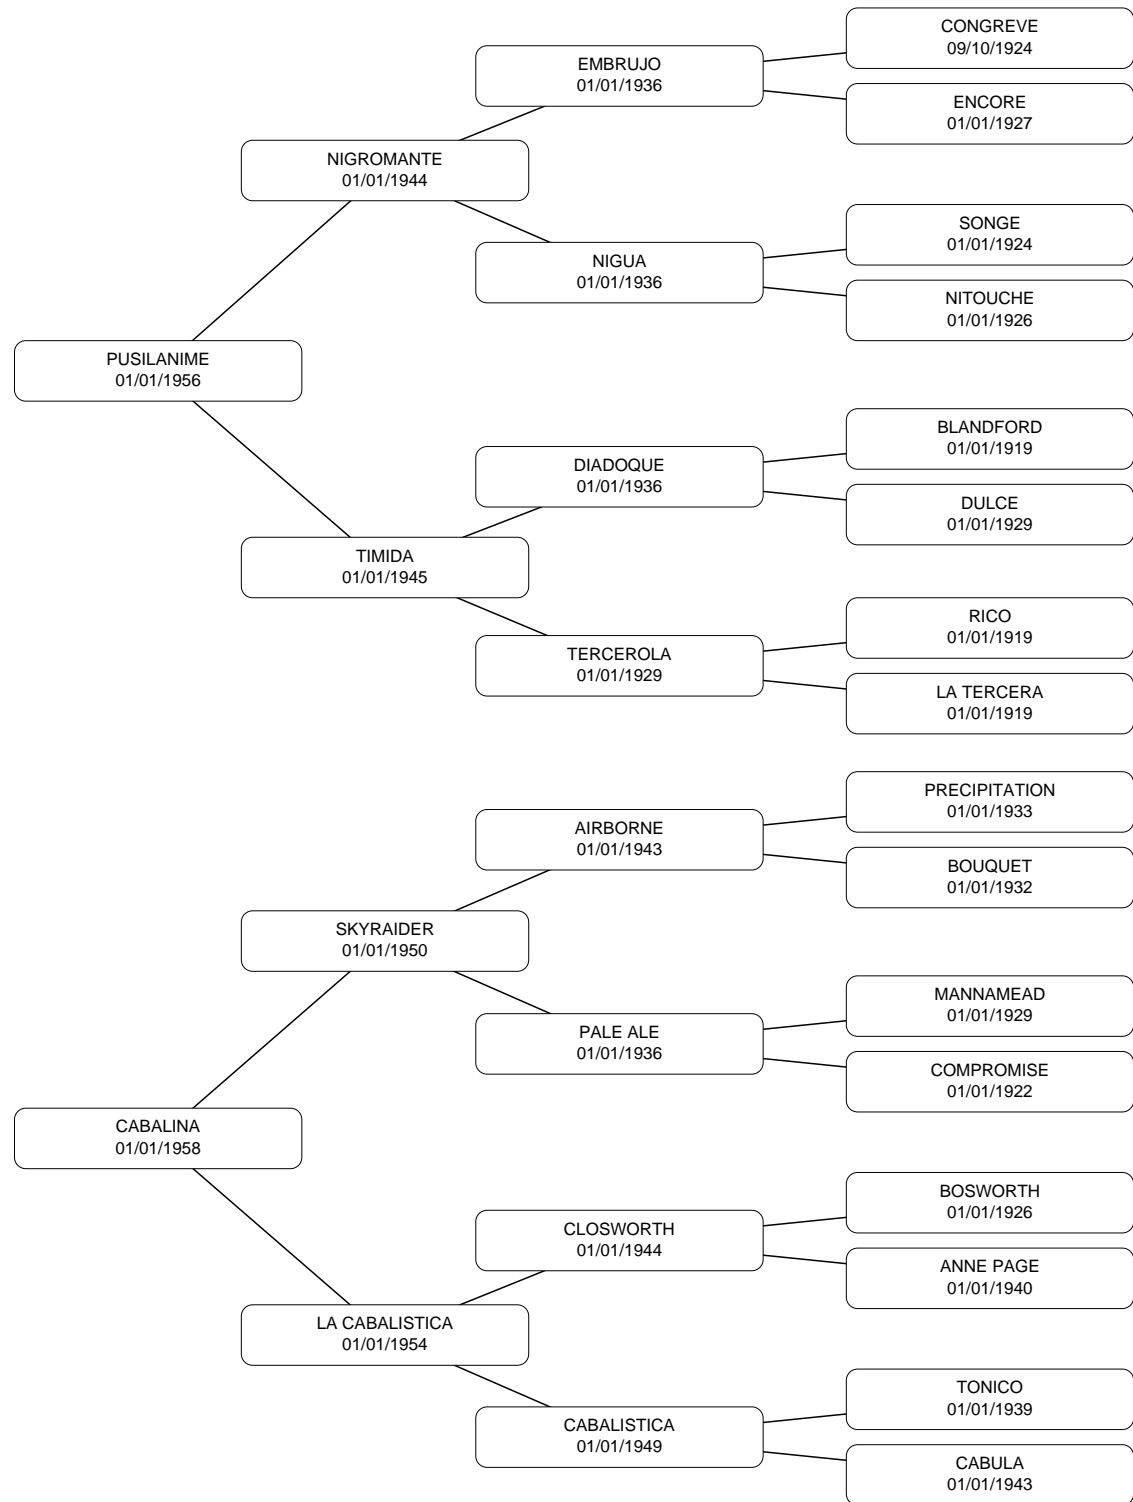 CONGREVE
09/10/1924
EMBRUJO
01/01/1936
ENCORE
01/01/1927
NIGROMANTE
01/01/1944
SONGE
01/01/1924
NIGUA
01/01/1936
NITOUCHE
01/01/1926
PUSILANIME
01/01/1956
BLANDFORD
01/01/1919
DIADOQUE
01/01/1936
DULCE
01/01/1929
TIMIDA
01/01/1945
RICO
01/01/1919
TERCEROLA
01/01/1929
LA TERCERA
01/01/1919
PRECIPITATION
01/01/1933
AIRBORNE
01/01/1943
BOUQUET
01/01/1932
SKYRAIDER
01/01/1950
MANNAMEAD
01/01/1929
PALE ALE
01/01/1936
COMPROMISE
01/01/1922
CABALINA
01/01/1958
BOSWORTH
01/01/1926
CLOSWORTH
01/01/1944
ANNE PAGE
01/01/1940
LA CABALISTICA
01/01/1954
TONICO
01/01/1939
CABALISTICA
01/01/1949
CABULA
01/01/1943